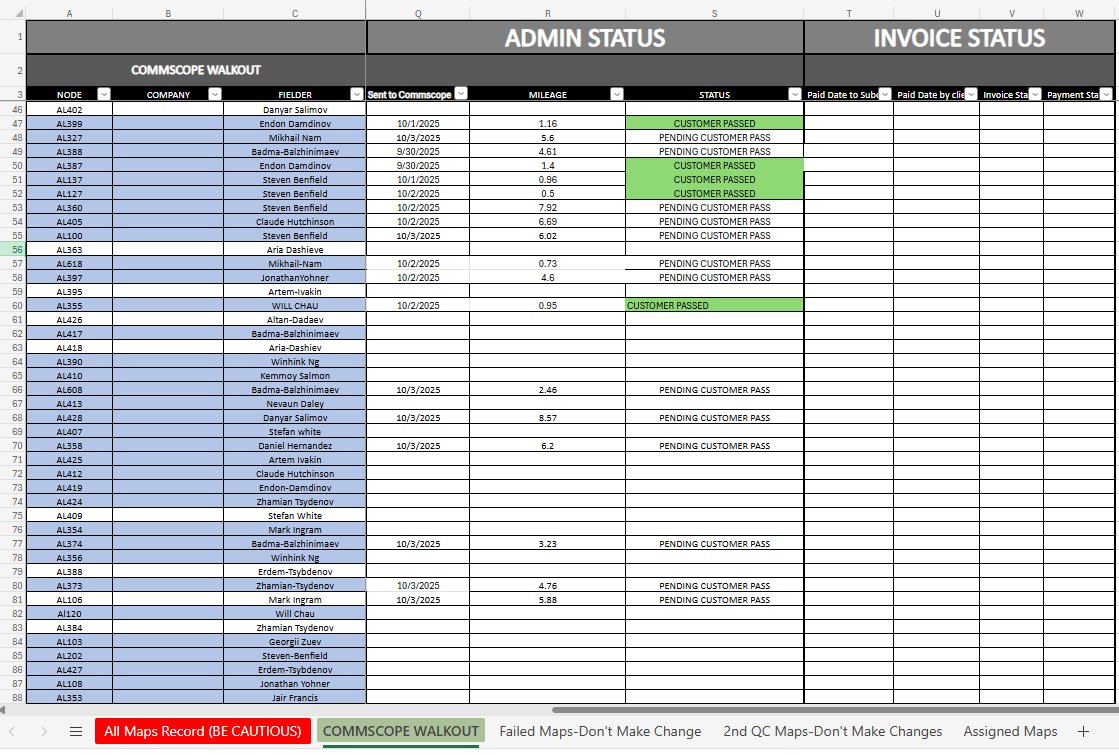 A B C Q R S T U V W
1 ADMIN STATUS INVOICE STATUS
2 COMMSCOPE WALKOUT
3 NODE COMPANY FIELDER Sent to Commscope MILEAGE STATUS Paid Date to Subc Paid Date by clie Invoice Sta Payment Sta
46 AL402 Danyar Salimov
47 AL399 Endon Damdinov 10/1/2025 1.16 CUSTOMER PASSED
48 AL327 Mikhail Nam 10/3/2025 5.6 PENDING CUSTOMER PASS
49 AL388 Badma-Balzhinimaev 9/30/2025 4.61 PENDING CUSTOMER PASS
50 AL387 Endon Damdinov 9/30/2025 1.4 CUSTOMER PASSED
51 AL137 Steven Benfield 10/1/2025 0.96 CUSTOMER PASSED
52 AL127 Steven Benfield 10/2/2025 0.5 CUSTOMER PASSED
53 AL360 Steven Benfield 10/2/2025 7.92 PENDING CUSTOMER PASS
54 AL405 Claude Hutchinson 10/2/2025 6.69 PENDING CUSTOMER PASS
55 AL100 Steven Benfield 10/3/2025 6.02 PENDING CUSTOMER PASS
56 AL363 Aria Dashieve
57 AL618 Mikhail-Nam 10/2/2025 0.73 PENDING CUSTOMER PASS
58 AL397 JonathanYohner 10/2/2025 4.6 PENDING CUSTOMER PASS
59 AL395 Artem-Ivakin
60 AL355 WILL CHAU 10/2/2025 0.95 CUSTOMER PASSED
61 AL426 Altan-Dadaev
62 AL417 Badma-Balzhinimaev
63 AL418 Aria-Dashiev
64 AL390 Winhink Ng
65 AL410 Kemmoy Salmon
66 AL608 Badma-Balzhinimaev 10/3/2025 2.46 PENDING CUSTOMER PASS
67 AL413 Nevaun Daley
68 AL428 Danyar Salimov 10/3/2025 8.57 PENDING CUSTOMER PASS
69 AL407 Stefan white
70 AL358 Daniel Hernandez 10/3/2025 6.2 PENDING CUSTOMER PASS
71 AL425 Artem Ivakin
72 AL412 Claude Hutchinson
73 AL419 Endon-Damdinov
74 AL424 Zhamian Tsydenov
75 AL409 Stefan White
76 AL354 Mark Ingram
77 AL374 Badma-Balzhinimaev 10/3/2025 3.23 PENDING CUSTOMER PASS
78 AL356 Winhink Ng
79 AL388 Erdem-Tsybdenov
80 AL373 Zhamian-Tsydenov 10/3/2025 4.76 PENDING CUSTOMER PASS
81 AL106 Mark Ingram 10/3/2025 5.88 PENDING CUSTOMER PASS
82 Al120 Will Chau
83 AL384 Zhamian Tsydenov
84 AL103 Georgii Zuev
85 AL202 Steven-Benfield
86 AL427 Erdem-Tsybdenov
87 AL108 Jonathan Yohner
88 AL353 Jair Francis
All Maps Record (BE CAUTIOUS) COMMSCOPE WALKOUT Failed Maps-Don't Make Change 2nd QC Maps-Don't Make Changes Assigned Maps